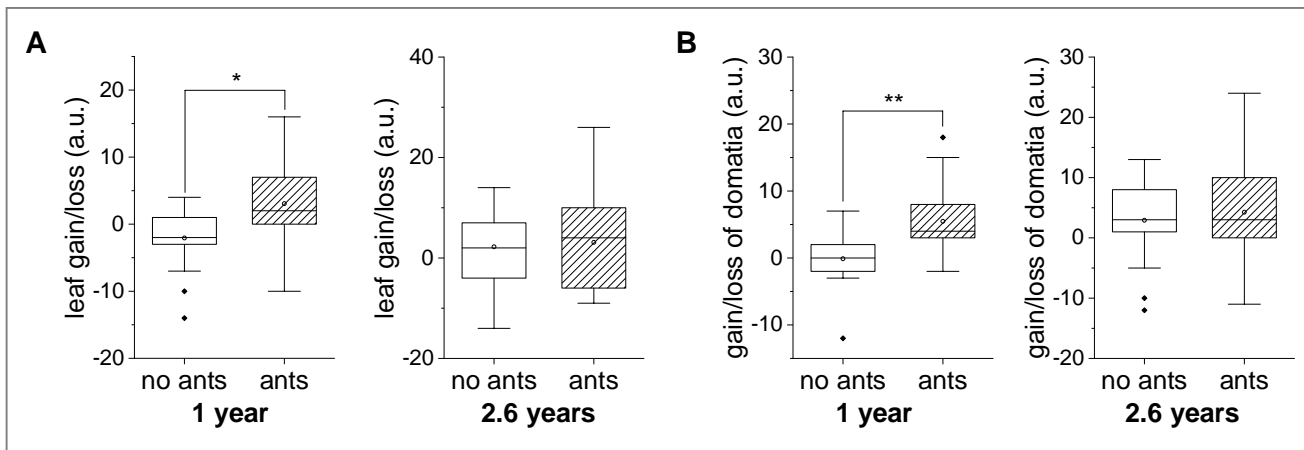 A
leaf gain/loss (a.u.)
20
10
0
-10
-20
*
no ants
ants
1 year
leaf gain/loss (a.u.)
40
20
0
-20
no ants
ants
2.6 years
B
gain/loss of domatia (a.u.)
30
20
10
0
-10
**
no ants
ants
1 year
gain/loss of domatia (a.u.)
30
20
10
0
-10
-20
no ants
ants
2.6 years